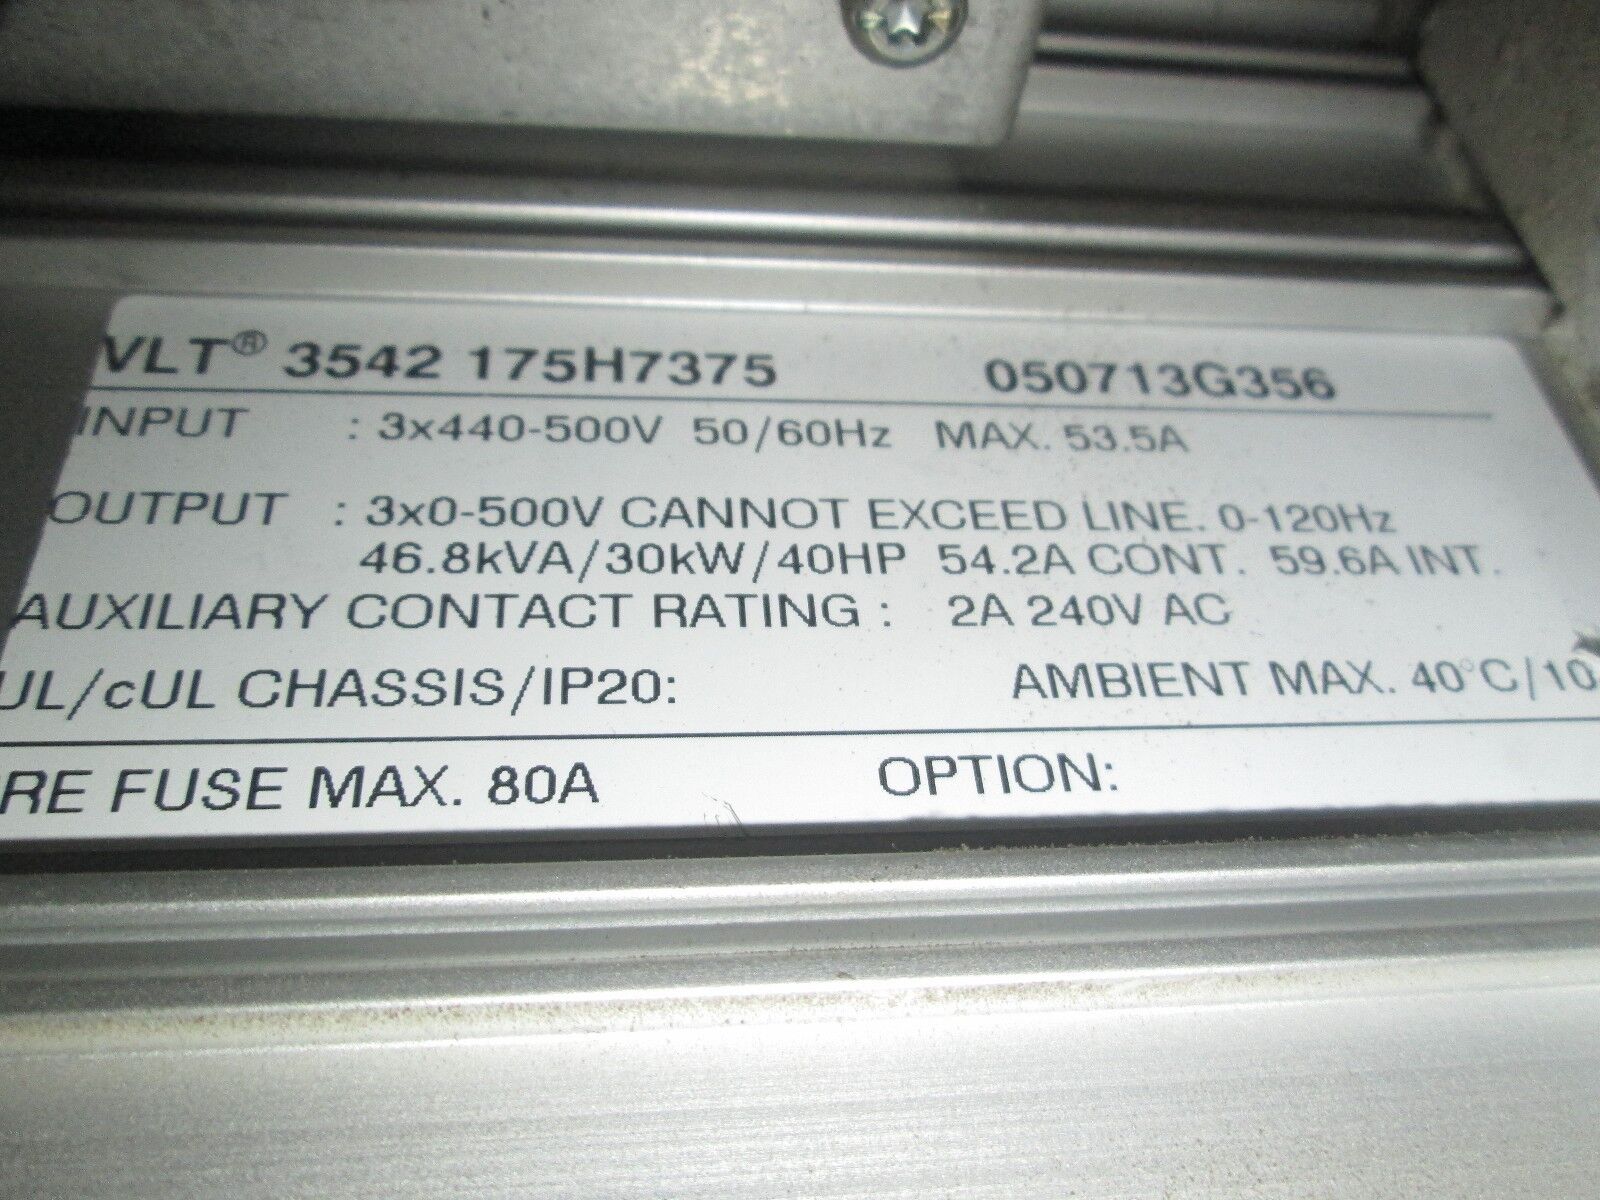 VLT® 3542 175H7375 050713G356
INPUT : 3x440-500V 50/60Hz MAX. 53.5A
OUTPUT : 3x0-500V CANNOT EXCEED LINE. 0-120Hz
46.8kVA/30kW/40HP 54.2A CONT. 59.6A INT.
AUXILIARY CONTACT RATING : 2A 240V AC
UL/cUL CHASSIS/IP20: AMBIENT MAX. 40°C/10
RE FUSE MAX. 80A OPTION: